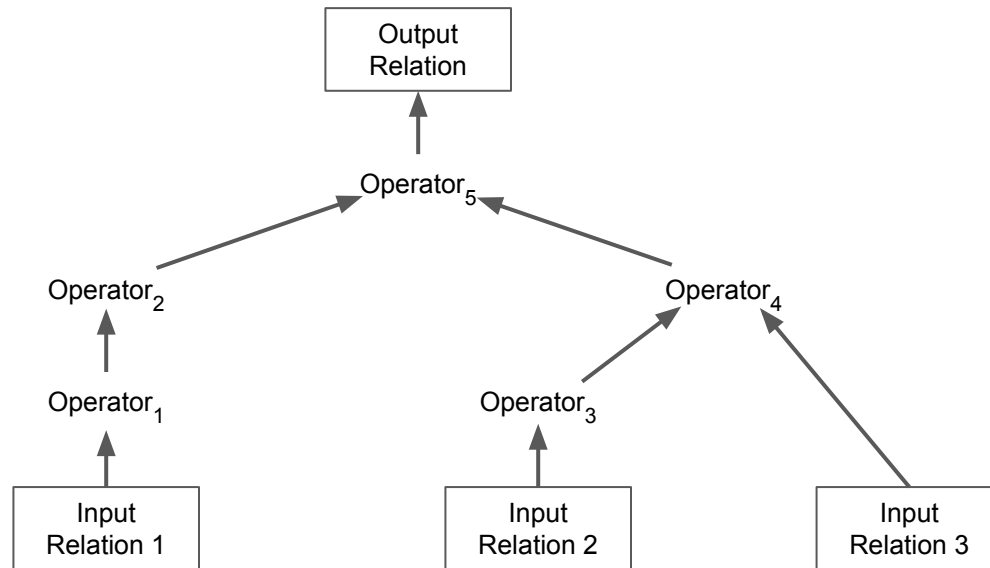 Output
Relation
Operator₅
Operator₂
Operator₄
Operator₁
Operator₃
Input
Relation 1
Input
Relation 2
Input
Relation 3